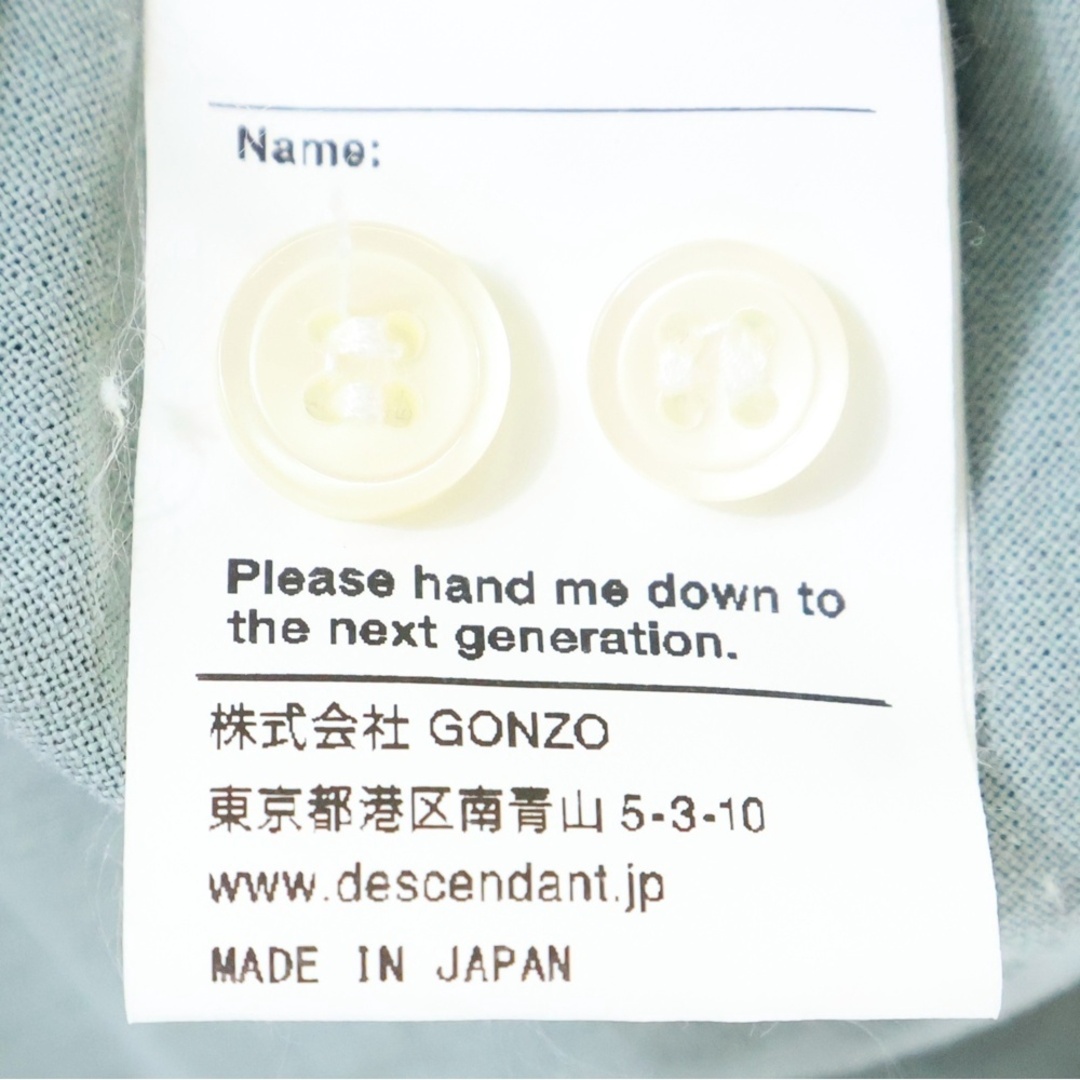 Name:
Please hand me down to
the next generation.
株式会社 GONZO
東京都港区南青山 5-3-10
www.descendant.jp
MADE IN JAPAN